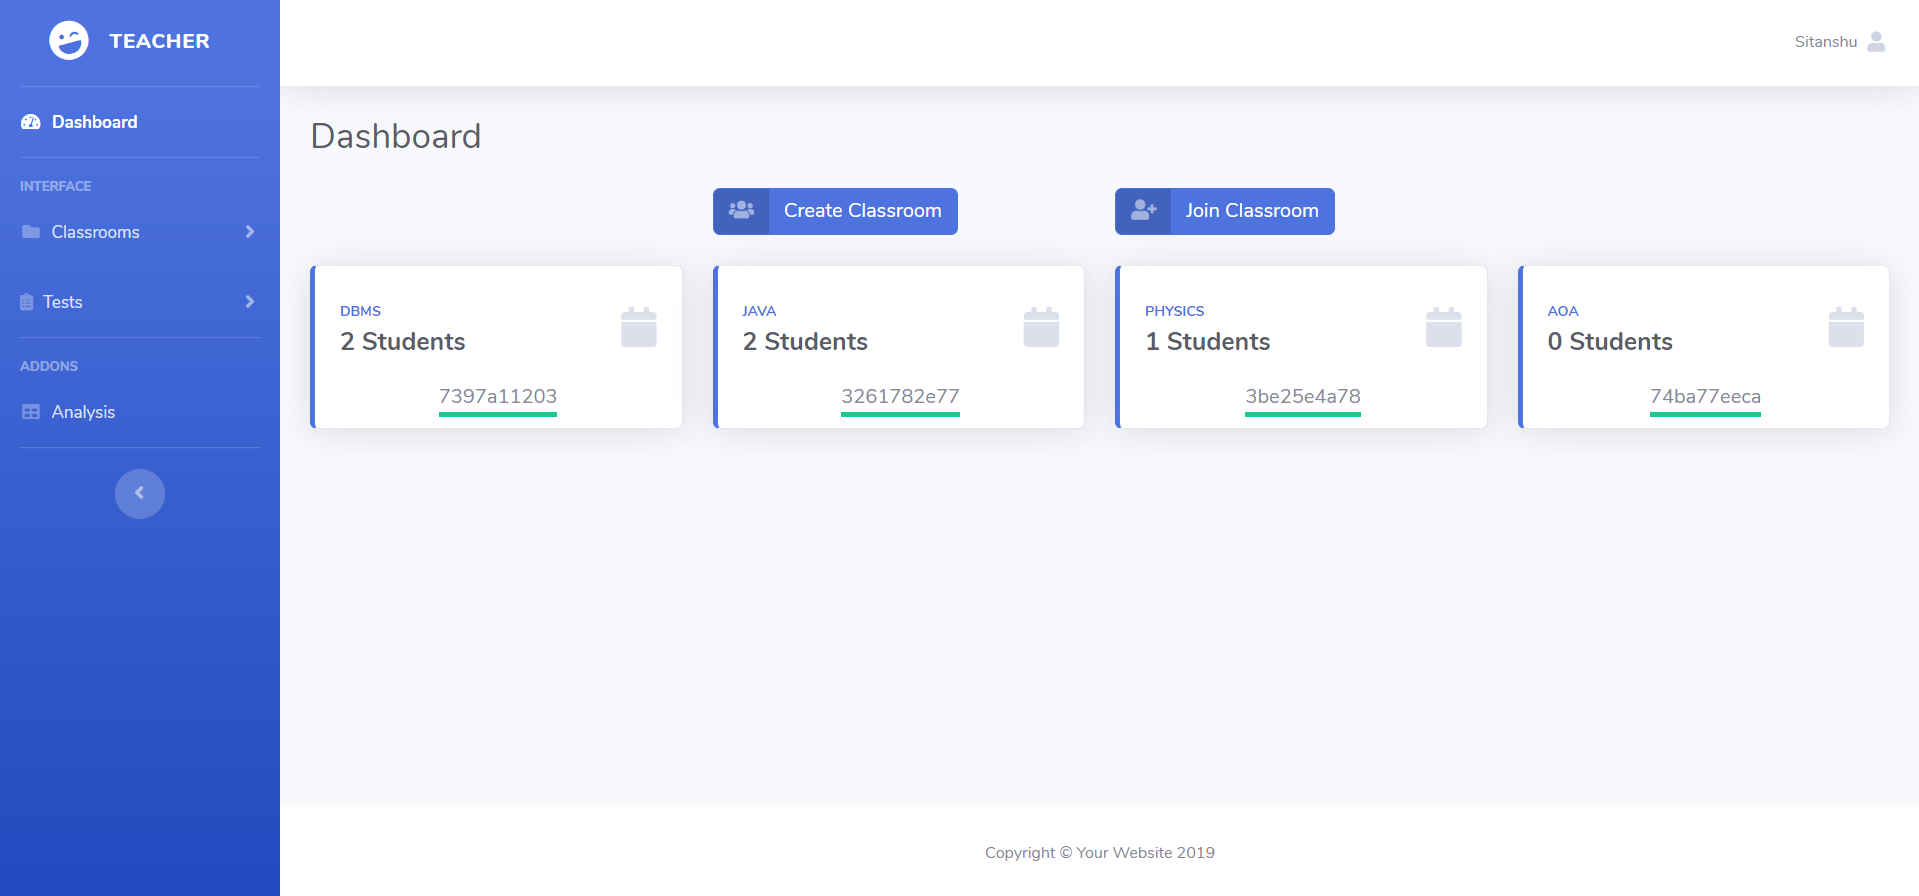 TEACHER
Sitanshu
Dashboard
INTERFACE
Classrooms
Tests
ADDONS
Analysis
Dashboard
Create Classroom
Join Classroom
DBMS
2 Students
7397a11203
JAVA
2 Students
3261782e77
PHYSICS
1 Students
3be25e4a78
AOA
0 Students
74ba77eeca
Copyright © Your Website 2019